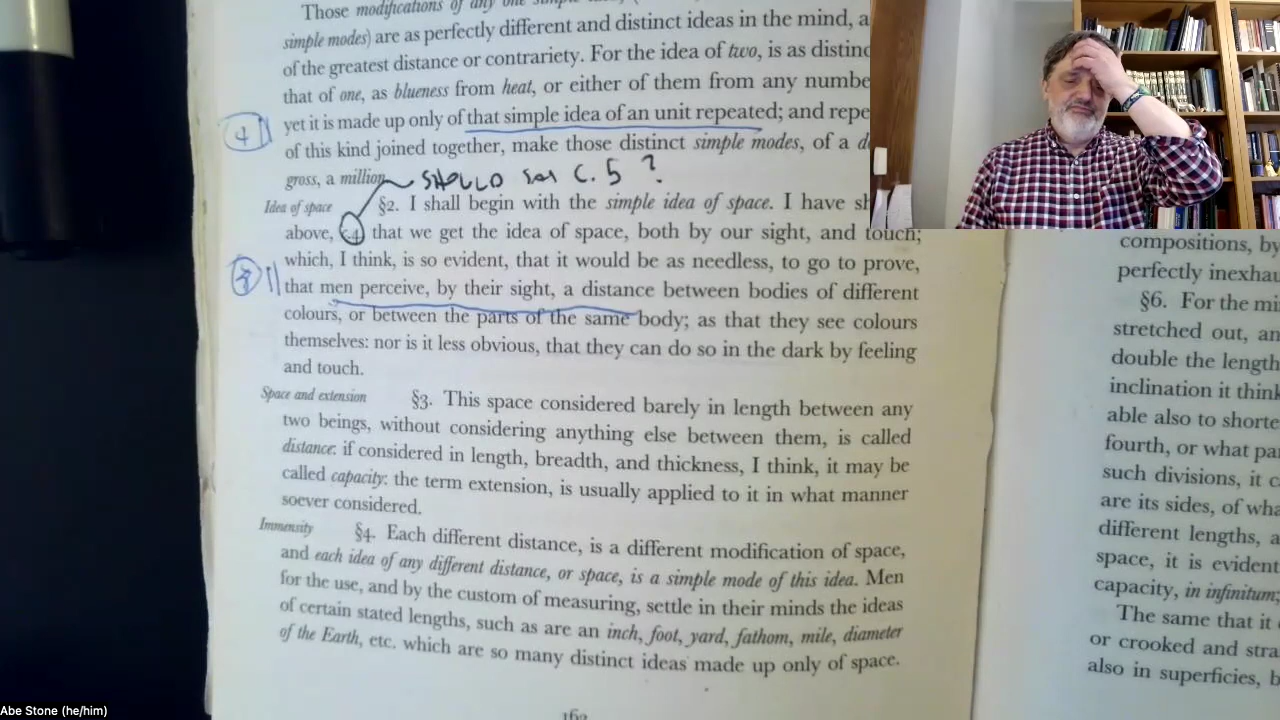 Those modifications of any one
simple modes) are as perfectly different and distinct ideas in the mind, a
of the greatest distance or contrariety. For the idea of two, is as distinc
that of one, as blueness from heat, or either of them from any numbe
④ yet it is made up only of that simple idea of an unit repeated; and repe
of this kind joined together, make those distinct simple modes, of a d
gross, a million. SHOULD C. 5 ?
Idea of space §2. I shall begin with the simple idea of space. I have sh
above, c.4, that we get the idea of space, both by our sight, and touch;
which, I think, is so evident, that it would be as needless, to go to prove,
that men perceive, by their sight, a distance between bodies of different
colours, or between the parts of the same body; as that they see colours
themselves: nor is it less obvious, that they can do so in the dark by feeling
and touch.
Space and extension §3. This space considered barely in length between any
two beings, without considering anything else between them, is called
distance: if considered in length, breadth, and thickness, I think, it may be
called capacity: the term extension, is usually applied to it in what manner
soever considered.
Immensity §4. Each different distance, is a different modification of space,
and each idea of any different distance, or space, is a simple mode of this idea. Men
for the use, and by the custom of measuring, settle in their minds the ideas
of certain stated lengths, such as are an inch, foot, yard, fathom, mile, diameter
of the Earth, etc. which are so many distinct ideas made up only of space.
compositions, by
perfectly inexhau
§6. For the mi
stretched out, an
double the length
inclination it think
able also to shorte
fourth, or what pa
such divisions, it c
are its sides, of wha
different lengths, a
space, it is evident
capacity, in infinitum;
The same that it
or crooked and stra
also in superficies, b
Abe Stone (he/him)